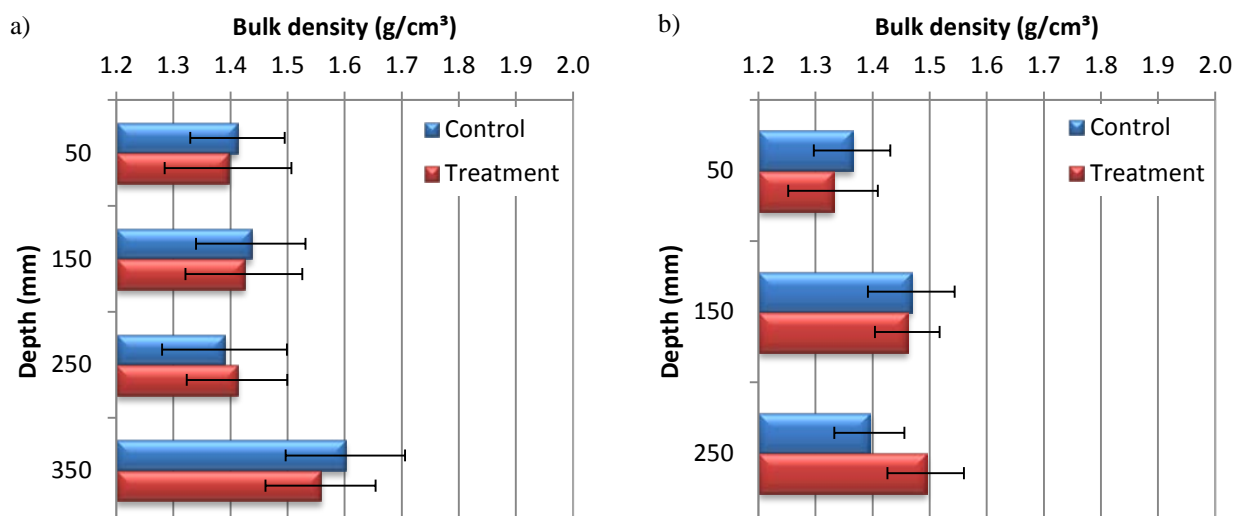 a)
Bulk density (g/cm³)
1.2 1.3 1.4 1.5 1.6 1.7 1.8 1.9 2.0
Control
Treatment
Depth (mm)
50
150
250
350
b)
Bulk density (g/cm³)
1.2 1.3 1.4 1.5 1.6 1.7 1.8 1.9 2.0
Control
Treatment
Depth (mm)
50
150
250